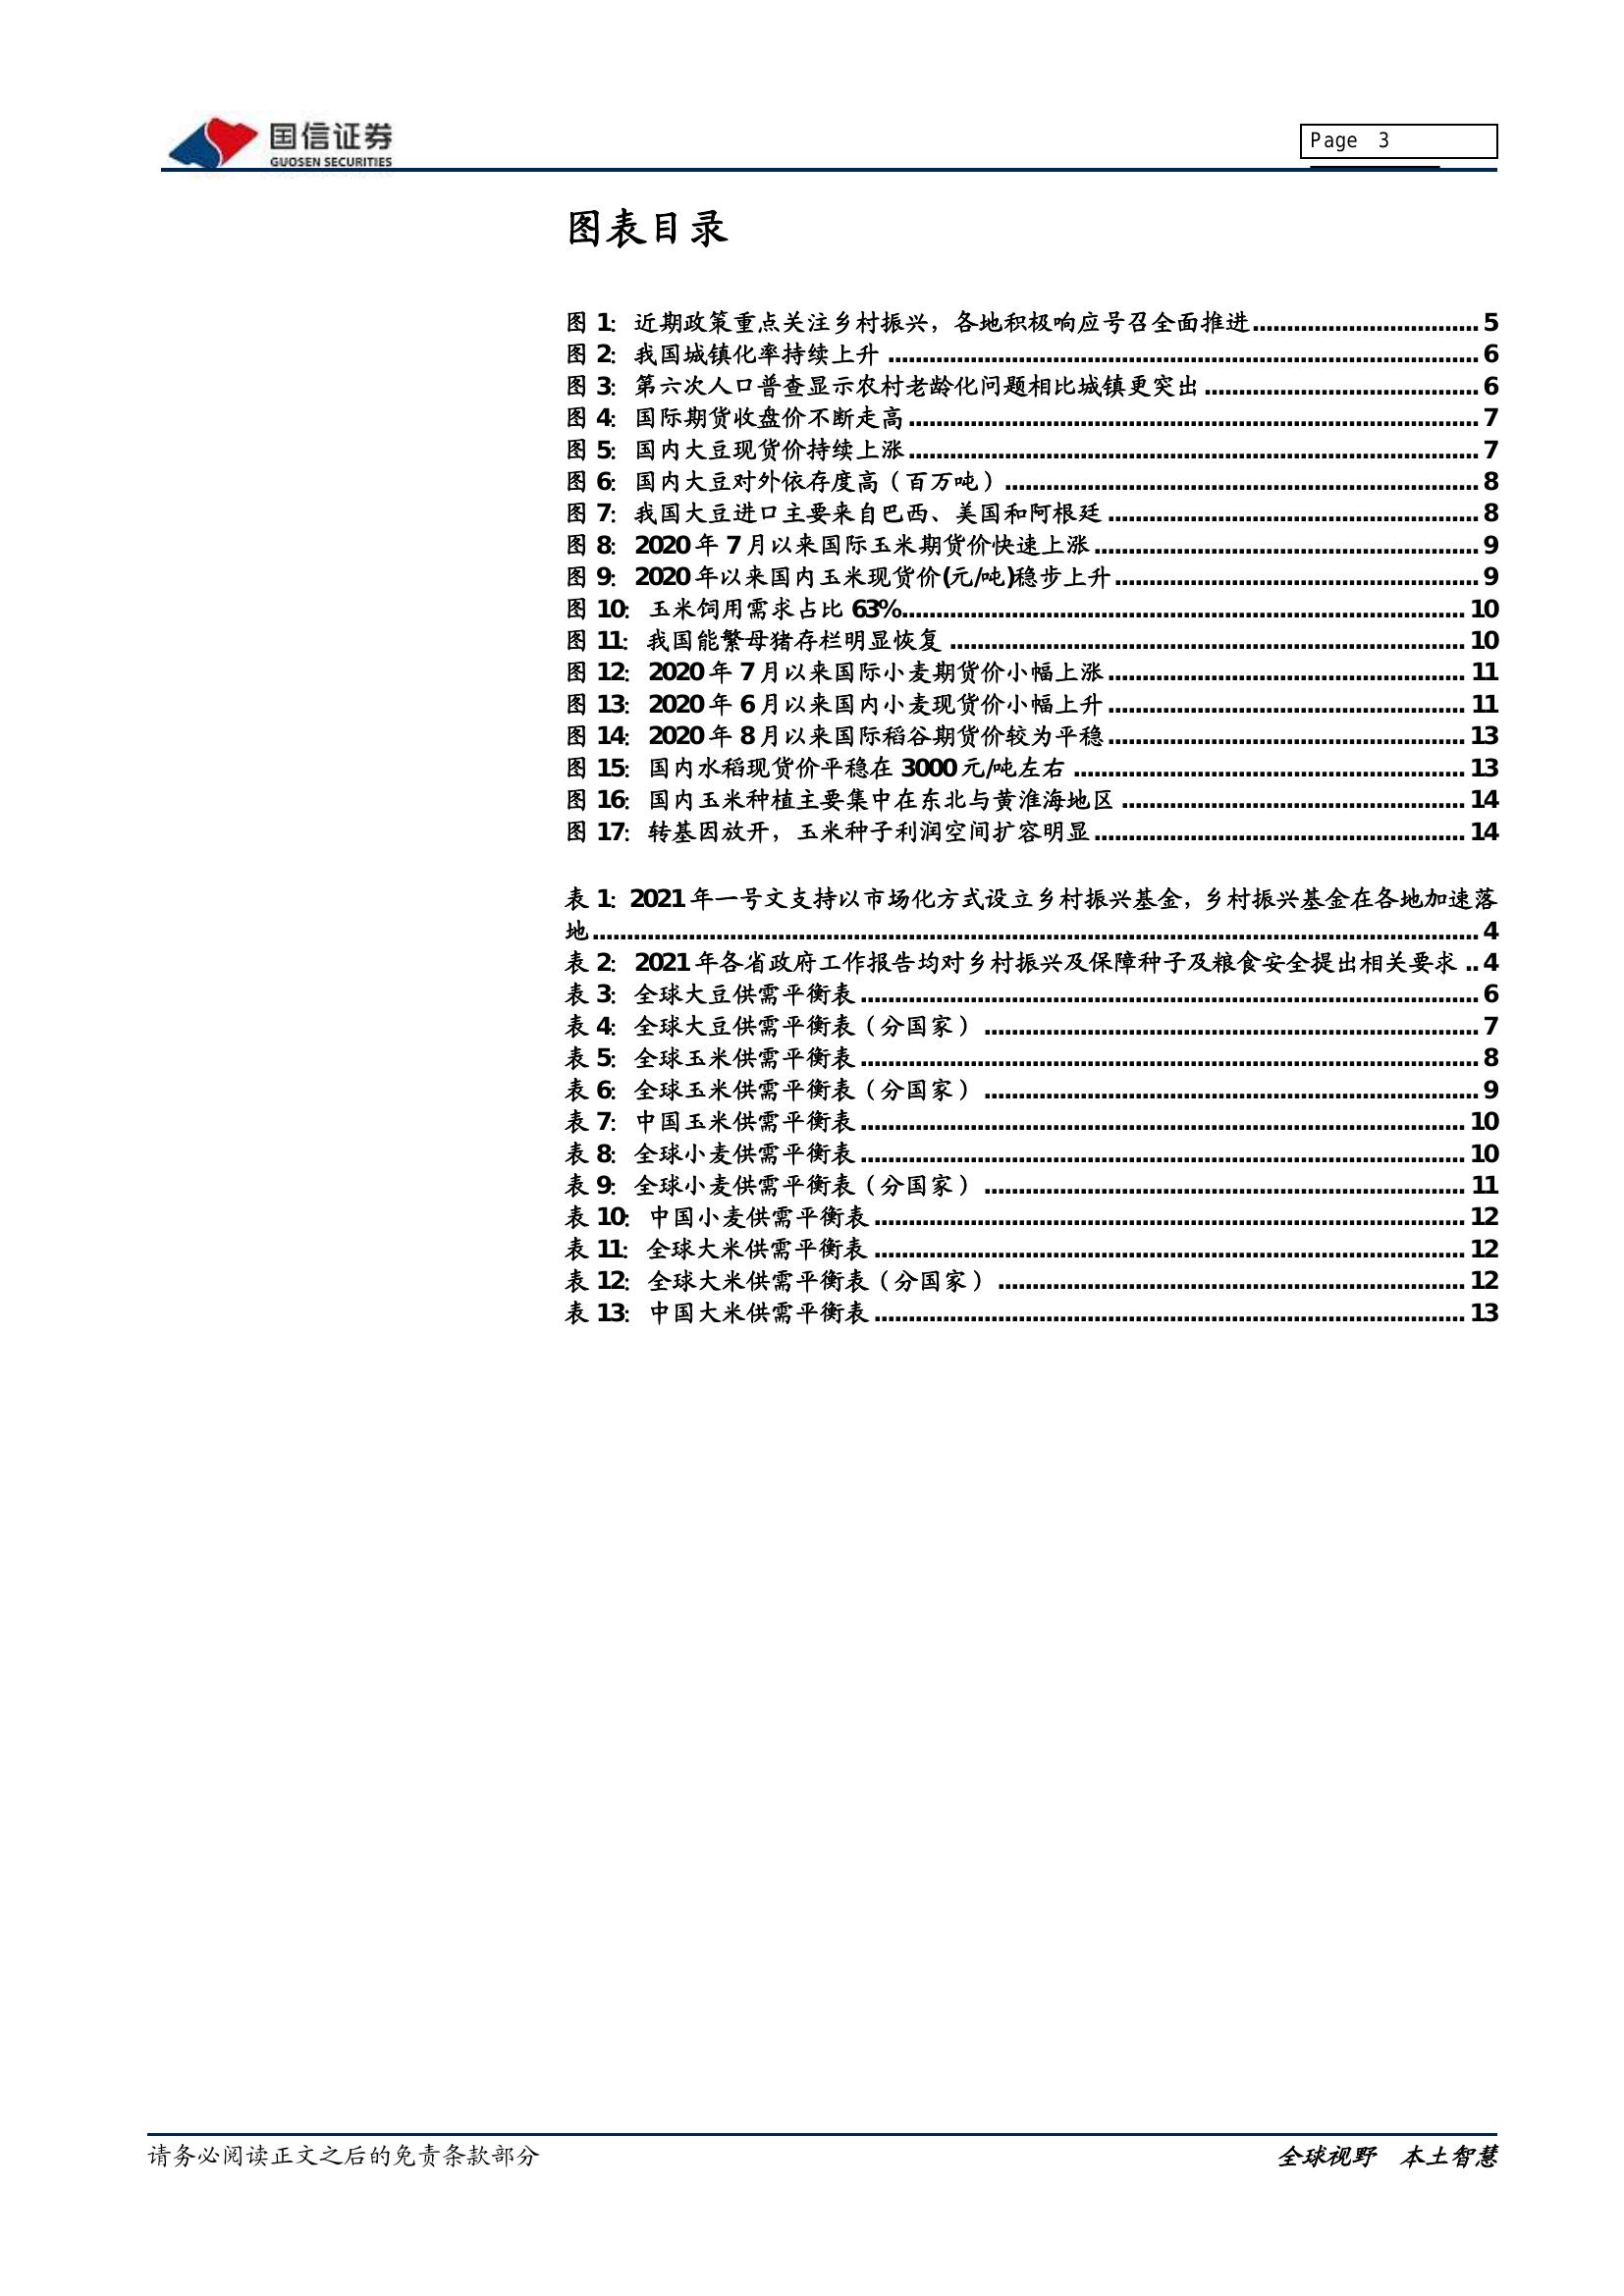 国信证券
GUOSEN SECURITIES
Page 3
图表目录
图 1: 近期政策重点关注乡村振兴，各地积极响应号召全面推进................................. 5
图 2: 我国城镇化率持续上升 ...................................................................................... 6
图 3: 第六次人口普查显示农村老龄化问题相比城镇更突出 ........................................ 6
图 4: 国际期货收盘价不断走高................................................................................... 7
图 5: 国内大豆现货价持续上涨................................................................................... 7
图 6: 国内大豆对外依存度高（百万吨）..................................................................... 8
图 7: 我国大豆进口主要来自巴西、美国和阿根廷...................................................... 8
图 8: 2020 年 7 月以来国际玉米期货价快速上涨........................................................ 9
图 9: 2020 年以来国内玉米现货价(元/吨)稳步上升..................................................... 9
图 10: 玉米饲用需求占比 63%.................................................................................. 10
图 11: 我国能繁母猪存栏明显恢复 ........................................................................... 10
图 12: 2020 年 7 月以来国际小麦期货价小幅上涨.................................................... 11
图 13: 2020 年 6 月以来国内小麦现货价小幅上升.................................................... 11
图 14: 2020 年 8 月以来国际稻谷期货价较为平稳.................................................... 13
图 15: 国内水稻现货价平稳在 3000 元/吨左右 ......................................................... 13
图 16: 国内玉米种植主要集中在东北与黄淮海地区 .................................................. 14
图 17: 转基因放开，玉米种子利润空间扩容明显...................................................... 14
表 1: 2021 年一号文支持以市场化方式设立乡村振兴基金，乡村振兴基金在各地加速落
地................................................................................................................................. 4
表 2: 2021 年各省政府工作报告均对乡村振兴及保障种子及粮食安全提出相关要求 .. 4
表 3: 全球大豆供需平衡表.......................................................................................... 6
表 4: 全球大豆供需平衡表（分国家）........................................................................ 7
表 5: 全球玉米供需平衡表.......................................................................................... 8
表 6: 全球玉米供需平衡表（分国家）........................................................................ 9
表 7: 中国玉米供需平衡表........................................................................................ 10
表 8: 全球小麦供需平衡表........................................................................................ 10
表 9: 全球小麦供需平衡表（分国家）...................................................................... 11
表 10: 中国小麦供需平衡表...................................................................................... 12
表 11: 全球大米供需平衡表 ...................................................................................... 12
表 12: 全球大米供需平衡表（分国家）.................................................................... 12
表 13: 中国大米供需平衡表...................................................................................... 13
请务必阅读正文之后的免责条款部分
全球视野 本土智慧